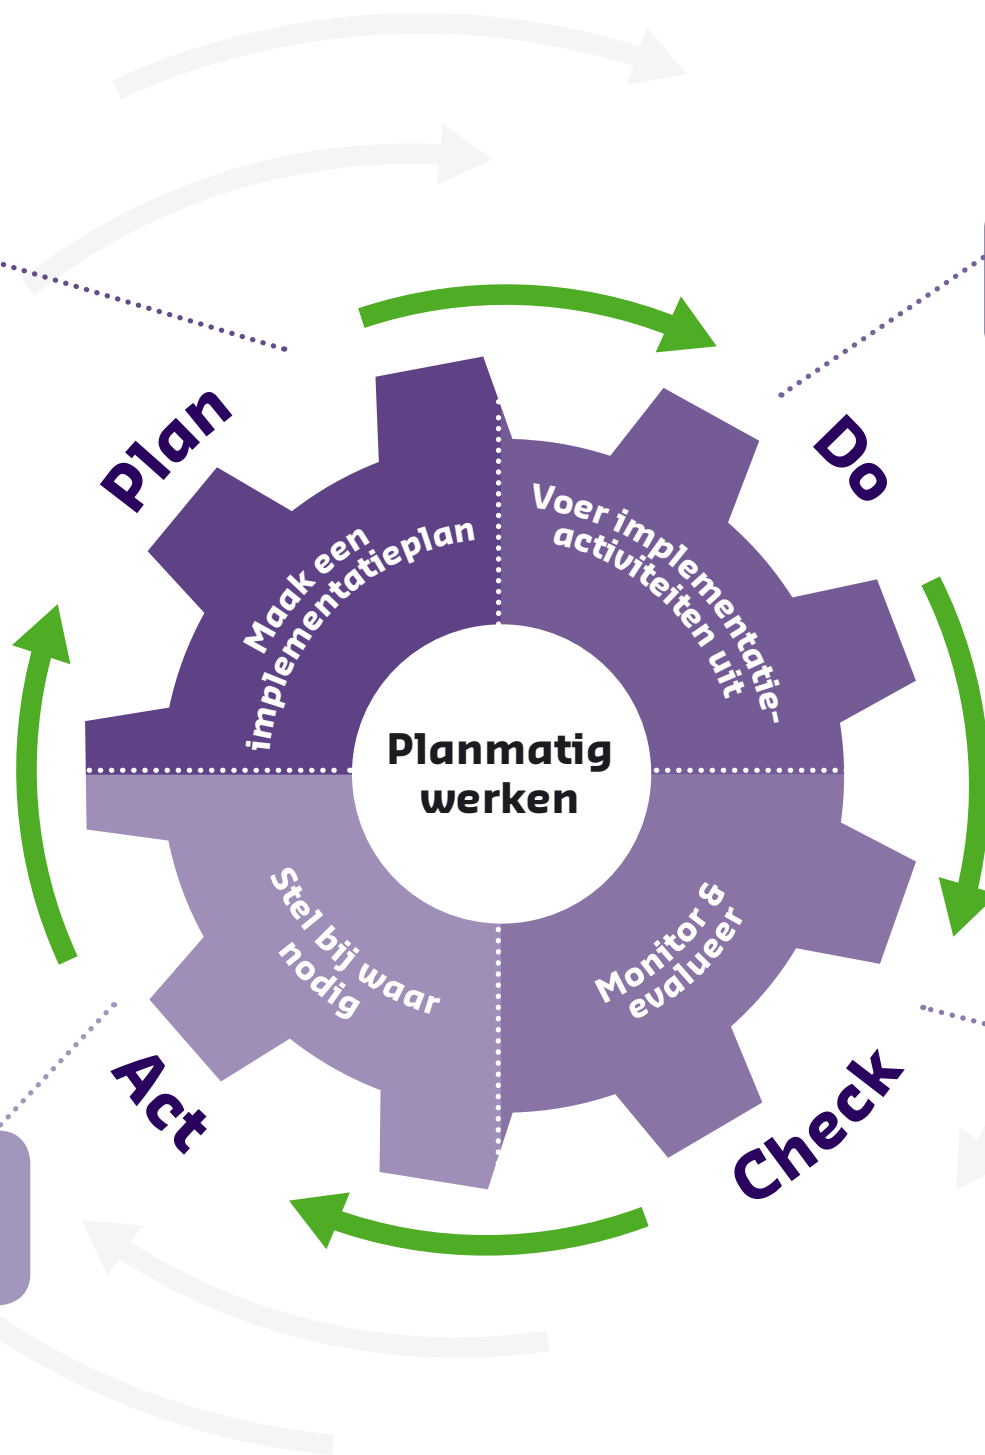 Plan
Maak een
implementatieplan
Do
Voer implementatie-
activiteiten uit
Planmatig
werken
Check
Monitor &
evalueer
Act
Stel bij waar
nodig